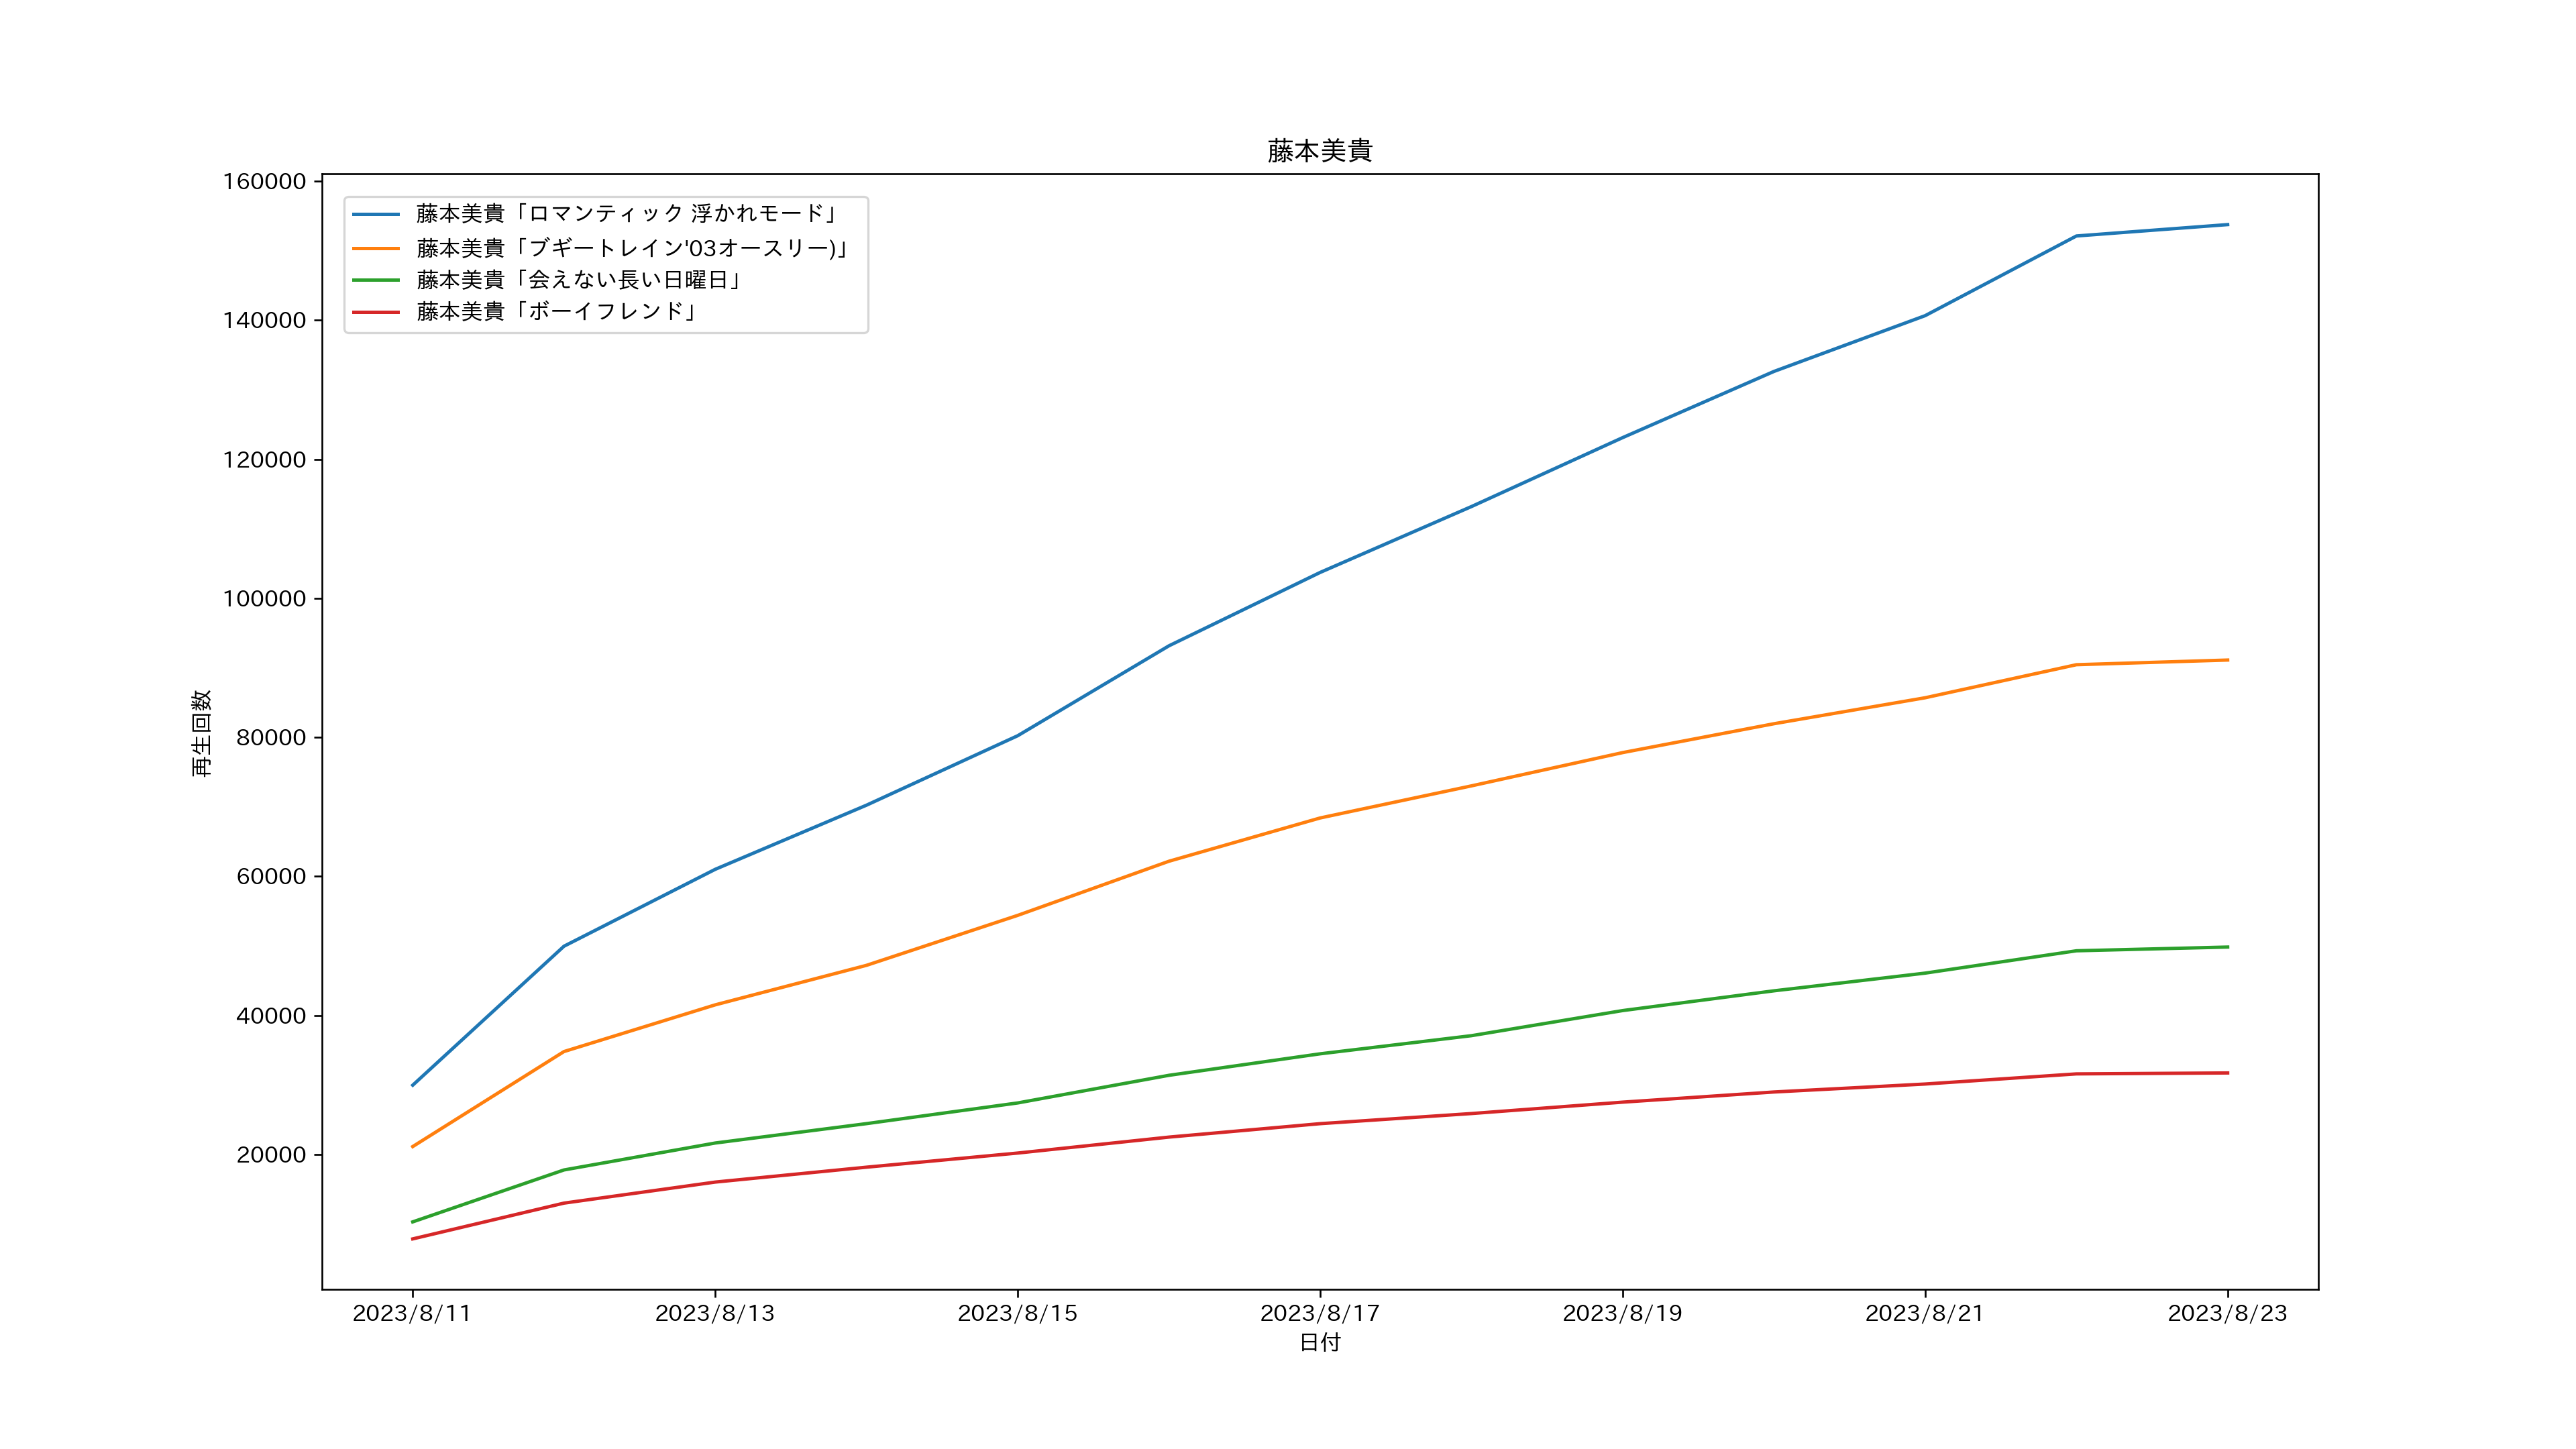 藤本美貴
160000
140000
120000
100000
80000
60000
40000
20000
再生回数
藤本美貴「ロマンティック 浮かれモード」
藤本美貴「ブギートレイン'03オースリー)」
藤本美貴「会えない長い日曜日」
藤本美貴「ボーイフレンド」
2023/8/11 2023/8/13 2023/8/15 2023/8/17 2023/8/19 2023/8/21 2023/8/23
日付